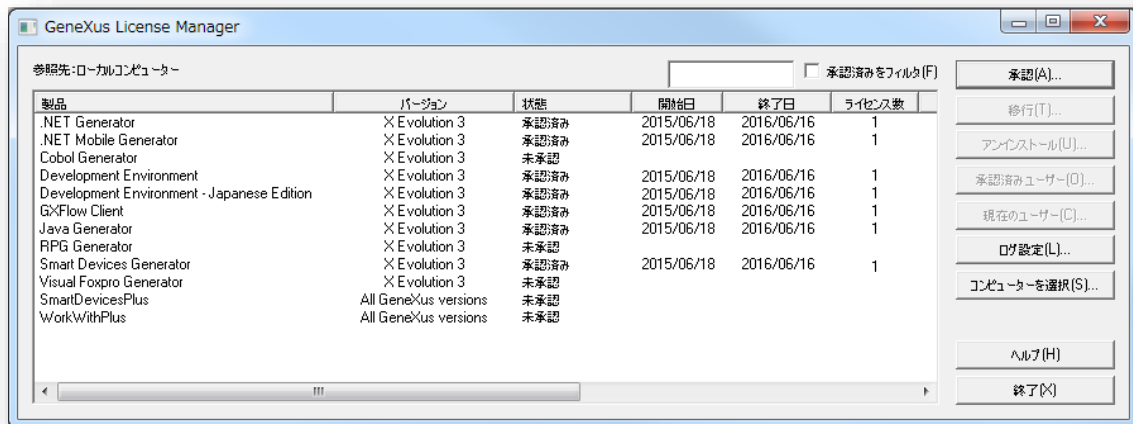 GeneXus License Manager
参照先:ローカルコンピューター
承認済みをフィルタ(F)
製品 バージョン 状態 開始日 終了日 ライセンス数
.NET Generator X Evolution 3 承認済み 2015/06/18 2016/06/16 1
.NET Mobile Generator X Evolution 3 承認済み 2015/06/18 2016/06/16 1
Cobol Generator X Evolution 3 未承認
Development Environment X Evolution 3 承認済み 2015/06/18 2016/06/16 1
Development Environment - Japanese Edition X Evolution 3 承認済み 2015/06/18 2016/06/16 1
GXFlow Client X Evolution 3 承認済み 2015/06/18 2016/06/16 1
Java Generator X Evolution 3 承認済み 2015/06/18 2016/06/16 1
RPG Generator X Evolution 3 未承認
Smart Devices Generator X Evolution 3 承認済み 2015/06/18 2016/06/16 1
Visual Foxpro Generator X Evolution 3 未承認
SmartDevicesPlus All GeneXus versions 未承認
WorkWithPlus All GeneXus versions 未承認
承認(A)...
移行(T)...
アンインストール(U)...
承認済みユーザー(O)...
現在のユーザー(C)...
ログ設定(L)...
コンピューターを選択(S)...
ヘルプ(H)
終了(X)